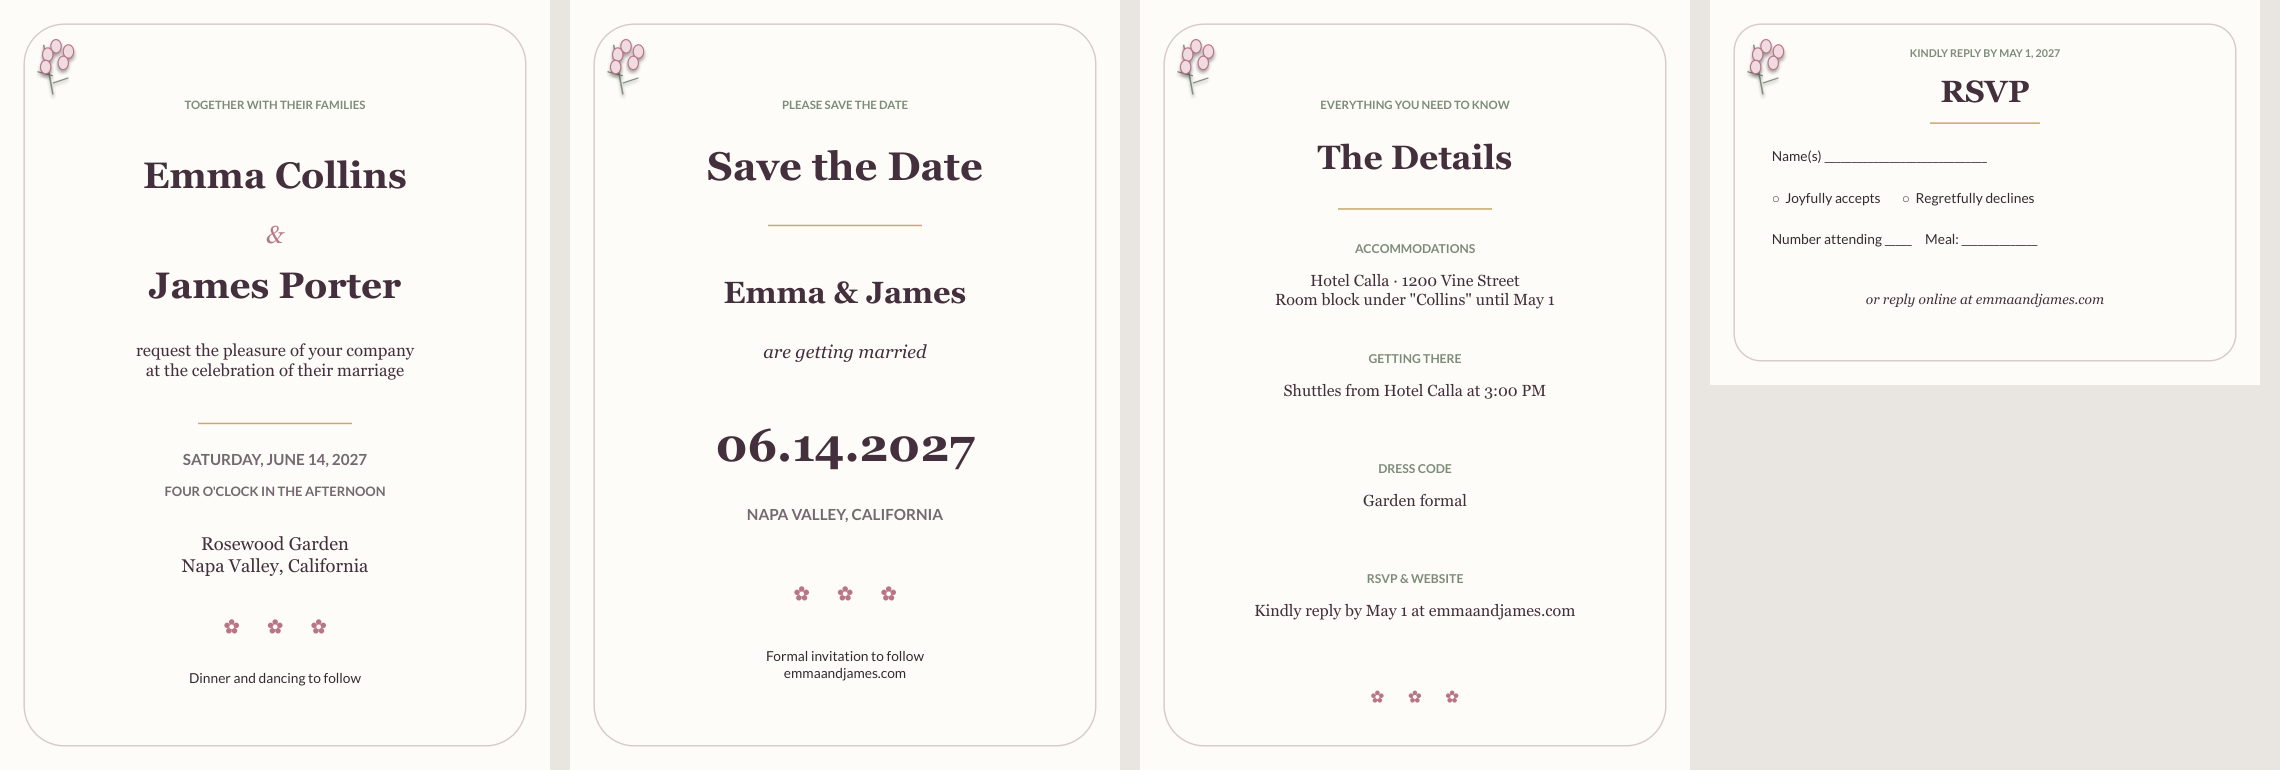 TOGETHER WITH THEIR FAMILIES
Emma Collins
&
James Porter
request the pleasure of your company
at the celebration of their marriage
SATURDAY, JUNE 14, 2027
FOUR O'CLOCK IN THE AFTERNOON
Rosewood Garden
Napa Valley, California
Dinner and dancing to follow
PLEASE SAVE THE DATE
Save the Date
Emma & James
are getting married
06.14.2027
NAPA VALLEY, CALIFORNIA
Formal invitation to follow
emmaandjames.com
EVERYTHING YOU NEED TO KNOW
The Details
ACCOMMODATIONS
Hotel Calla · 1200 Vine Street
Room block under "Collins" until May 1
GETTING THERE
Shuttles from Hotel Calla at 3:00 PM
DRESS CODE
Garden formal
RSVP & WEBSITE
Kindly reply by May 1 at emmaandjames.com
KINDLY REPLY BY MAY 1, 2027
RSVP
Name(s) ________________________
○ Joyfully accepts ○ Regretfully declines
Number attending ____ Meal: ___________
or reply online at emmaandjames.com